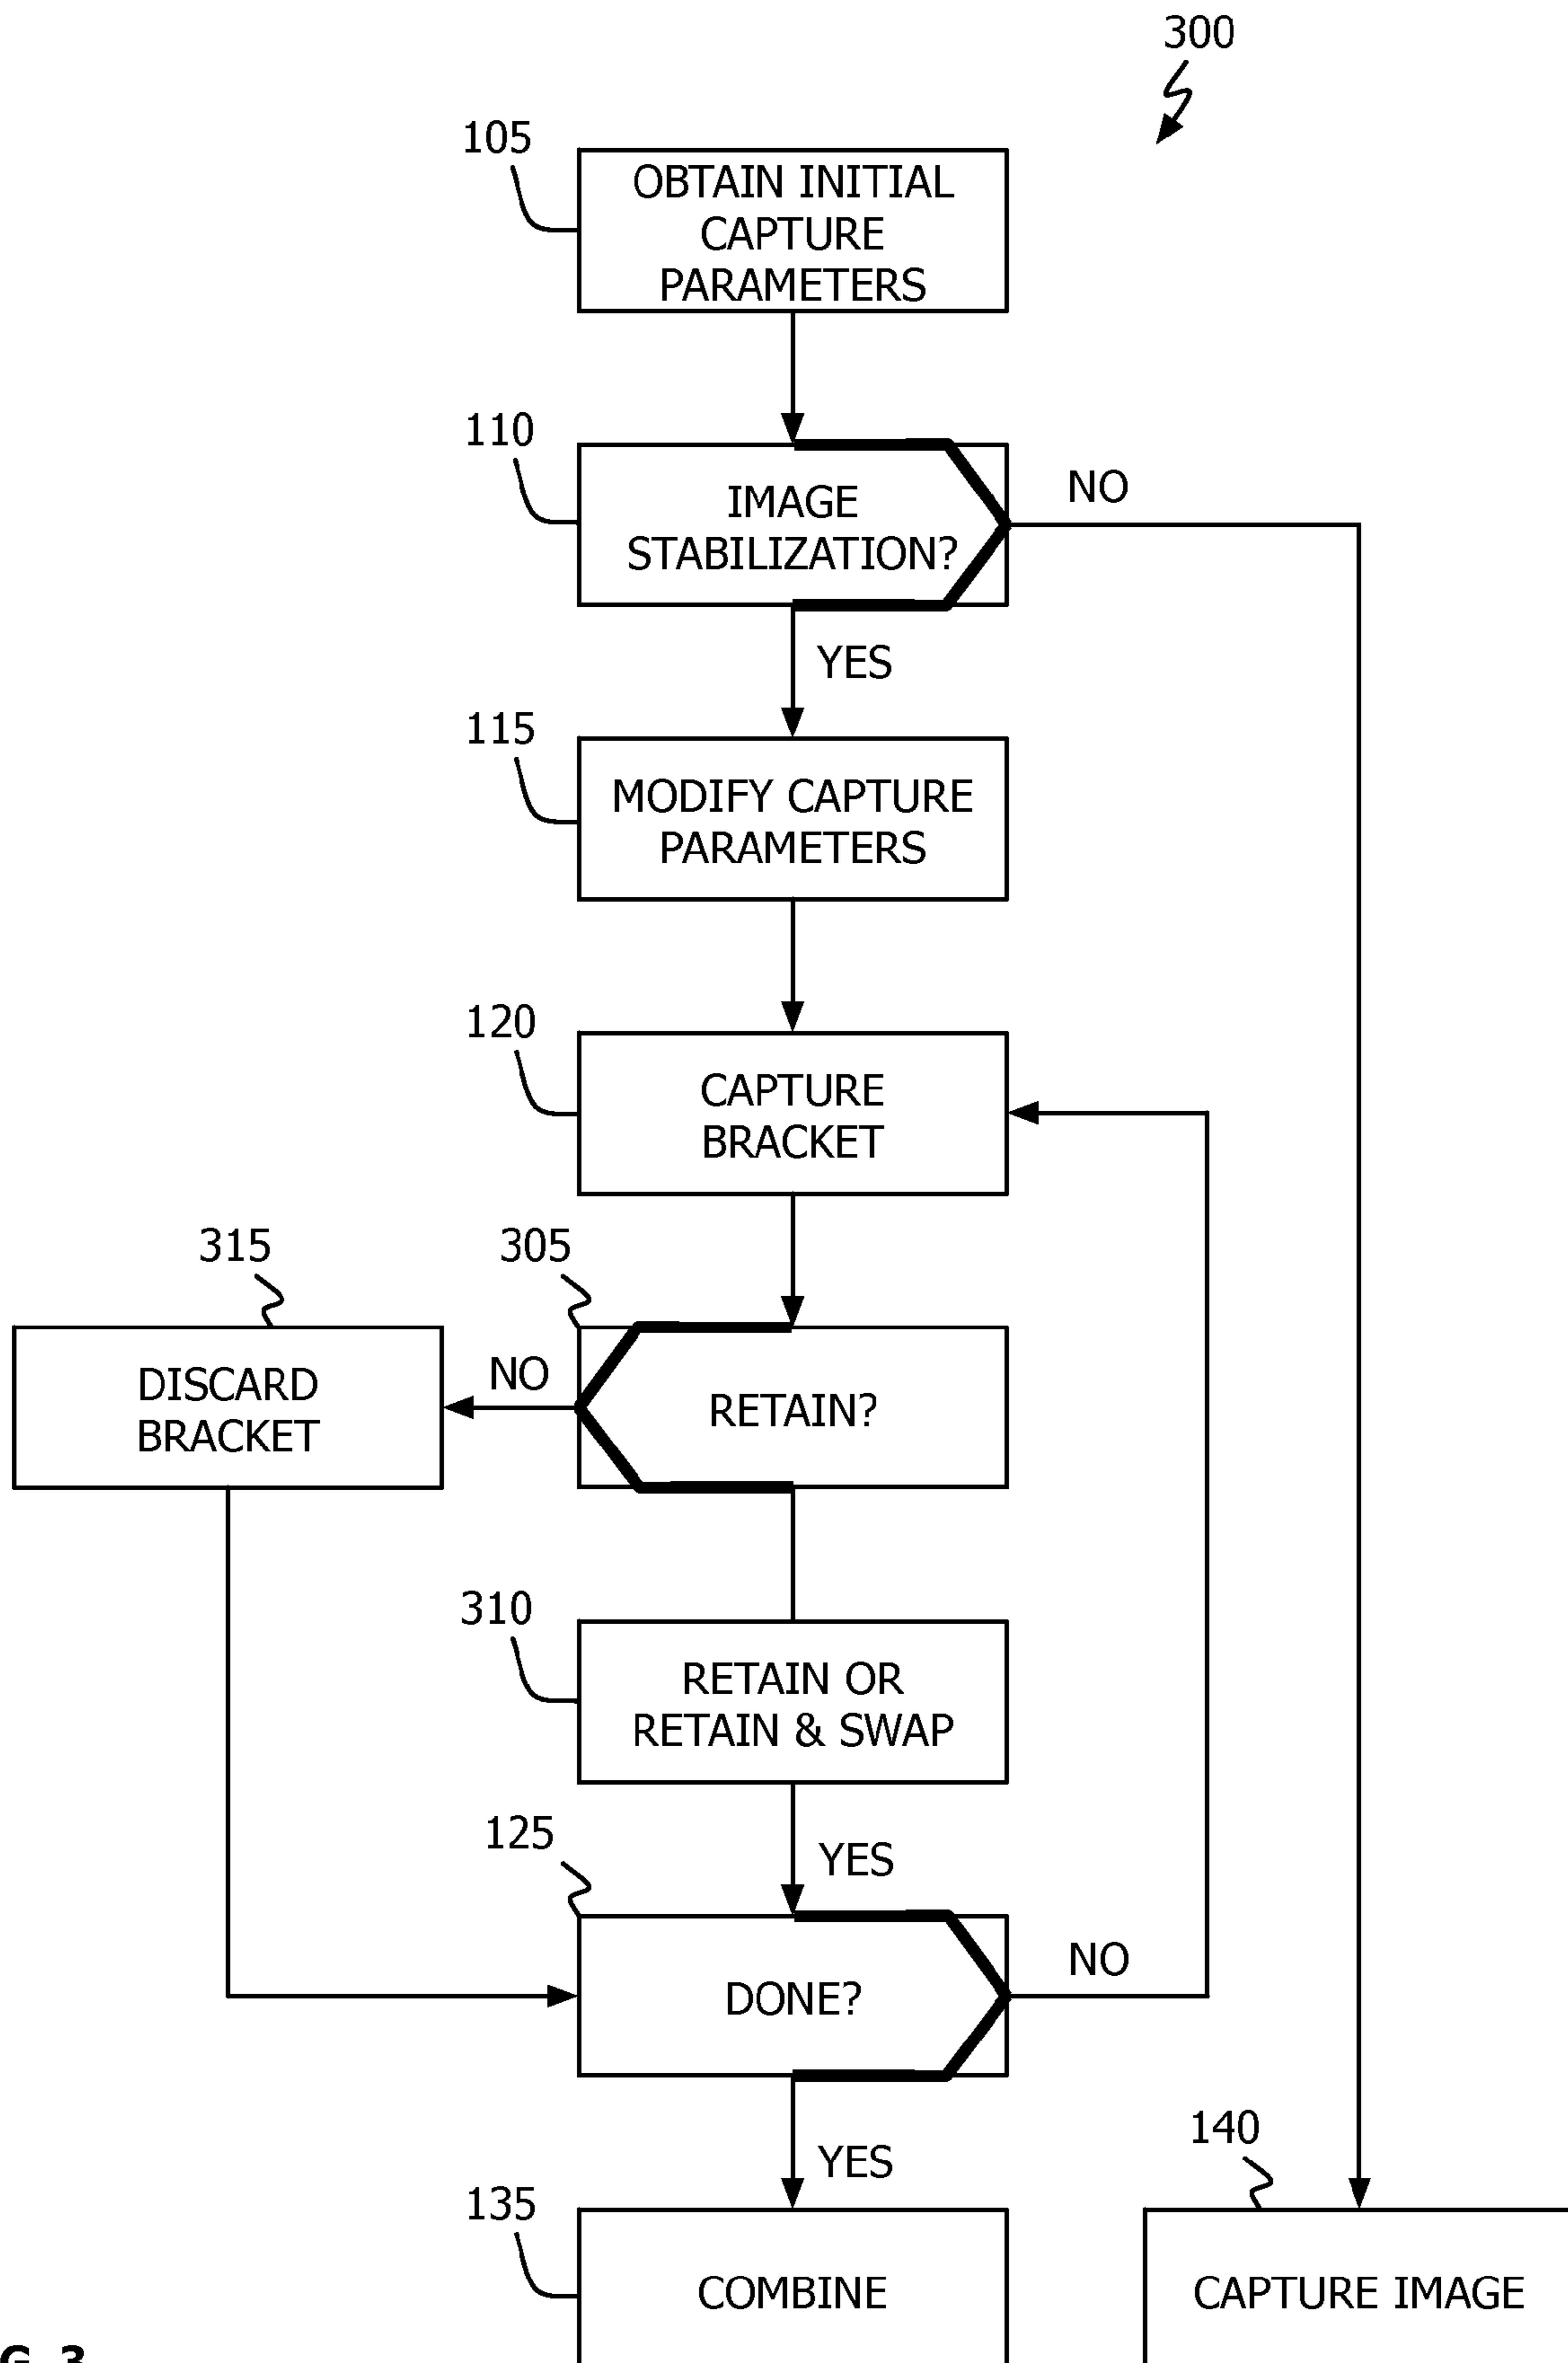 300
105
OBTAIN INITIAL
CAPTURE
PARAMETERS
110
IMAGE
STABILIZATION?
NO
YES
115
MODIFY CAPTURE
PARAMETERS
120
CAPTURE
BRACKET
315
305
DISCARD
BRACKET
NO
RETAIN?
310
RETAIN OR
RETAIN & SWAP
125
YES
DONE?
NO
YES
140
135
COMBINE
CAPTURE IMAGE